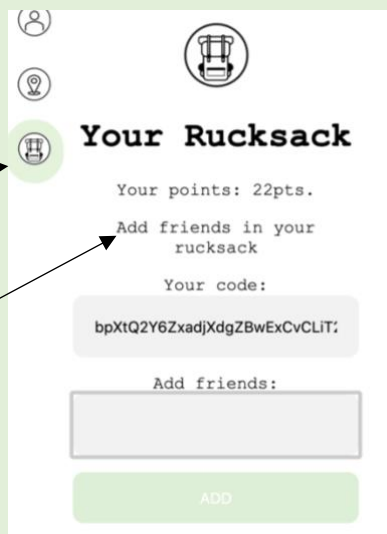 Your Rucksack
Your points: 22pts.
Add friends in your
rucksack
Your code:
bpXtQ2Y6ZxadjXdgZBwExCvCLiT
Add friends:
ADD